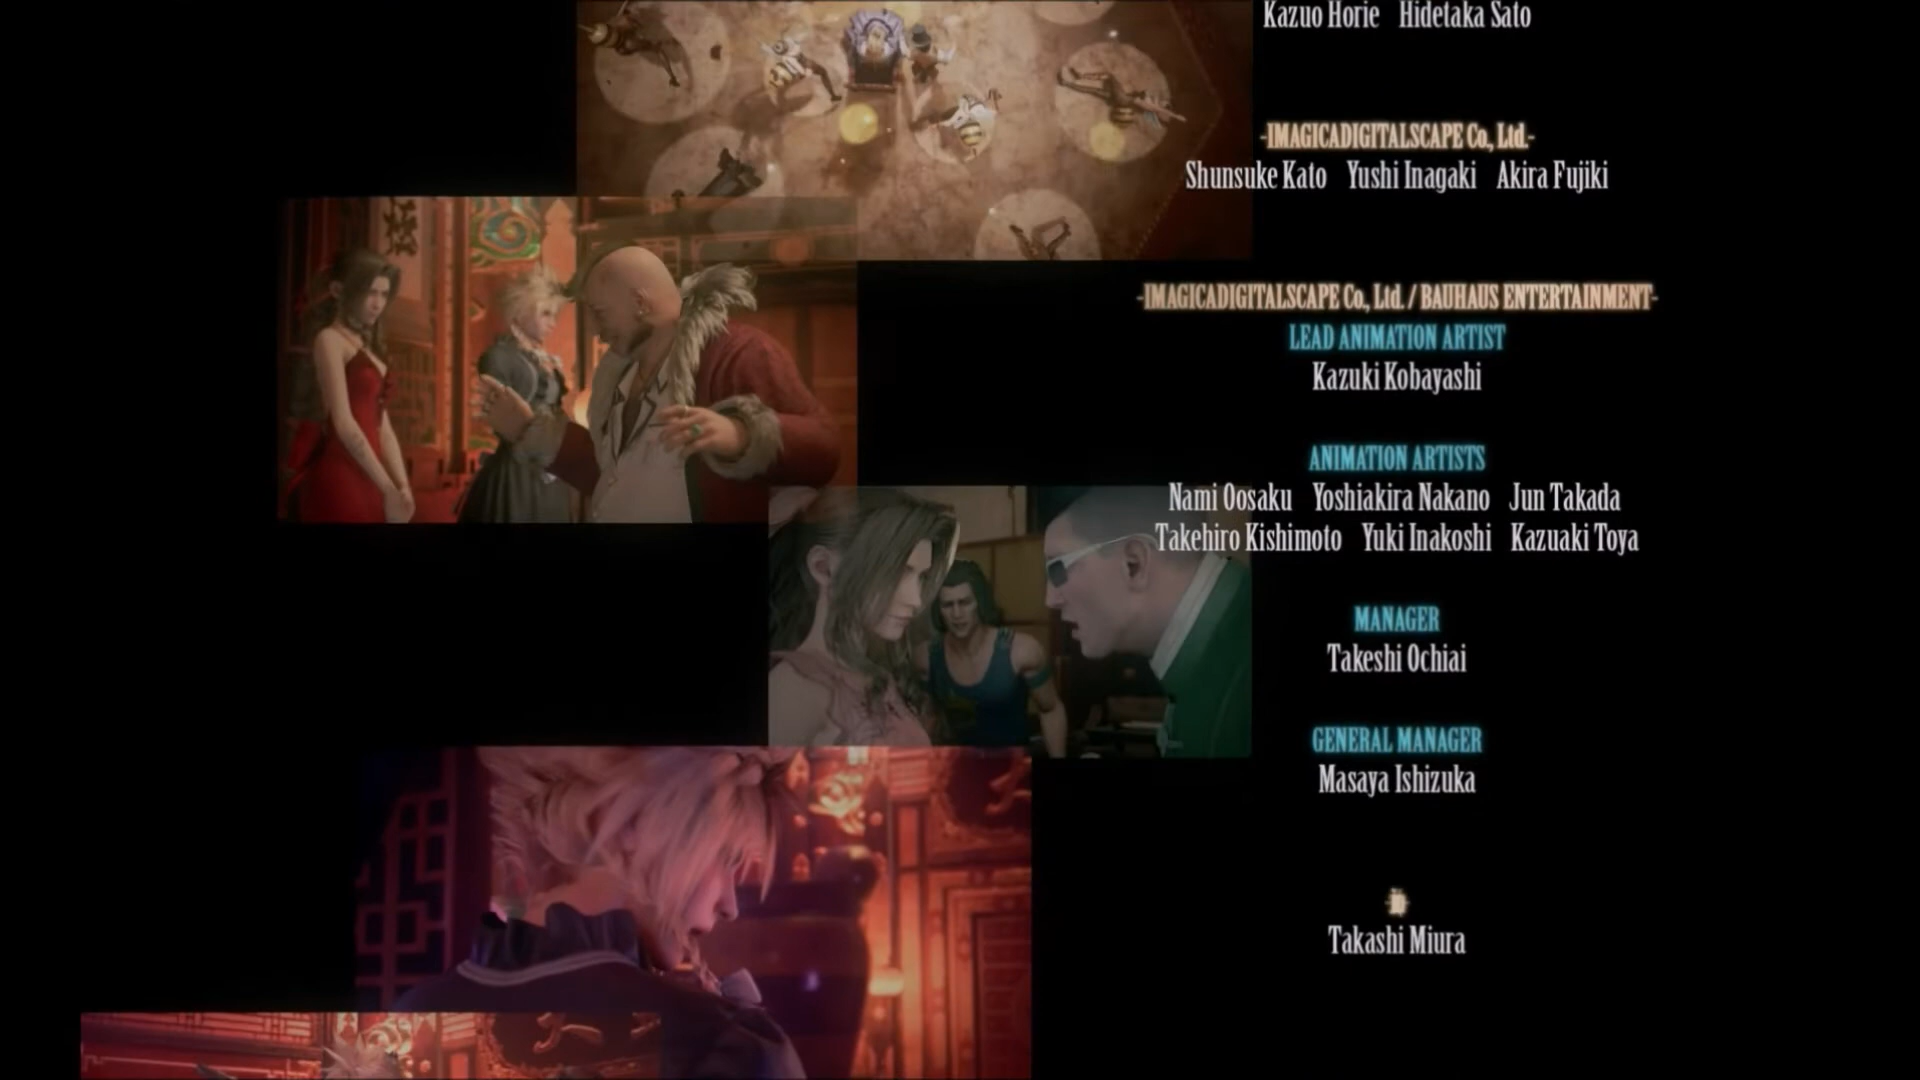 Kazuo Horie Hidetaka Sato
-IMAGICADIGITALSCAPE Co., Ltd.-
Shunsuke Kato Yushi Inagaki Akira Fujiki
-IMAGICADIGITALSCAPE Co., Ltd. / BAUHAUS ENTERTAINMENT-
LEAD ANIMATION ARTIST
Kazuki Kobayashi
ANIMATION ARTISTS
Nami Oosaku Yoshiakira Nakano Jun Takada
Takehiro Kishimoto Yuki Inakoshi Kazuaki Toya
MANAGER
Takeshi Ochiai
GENERAL MANAGER
Masaya Ishizuka
Takashi Miura